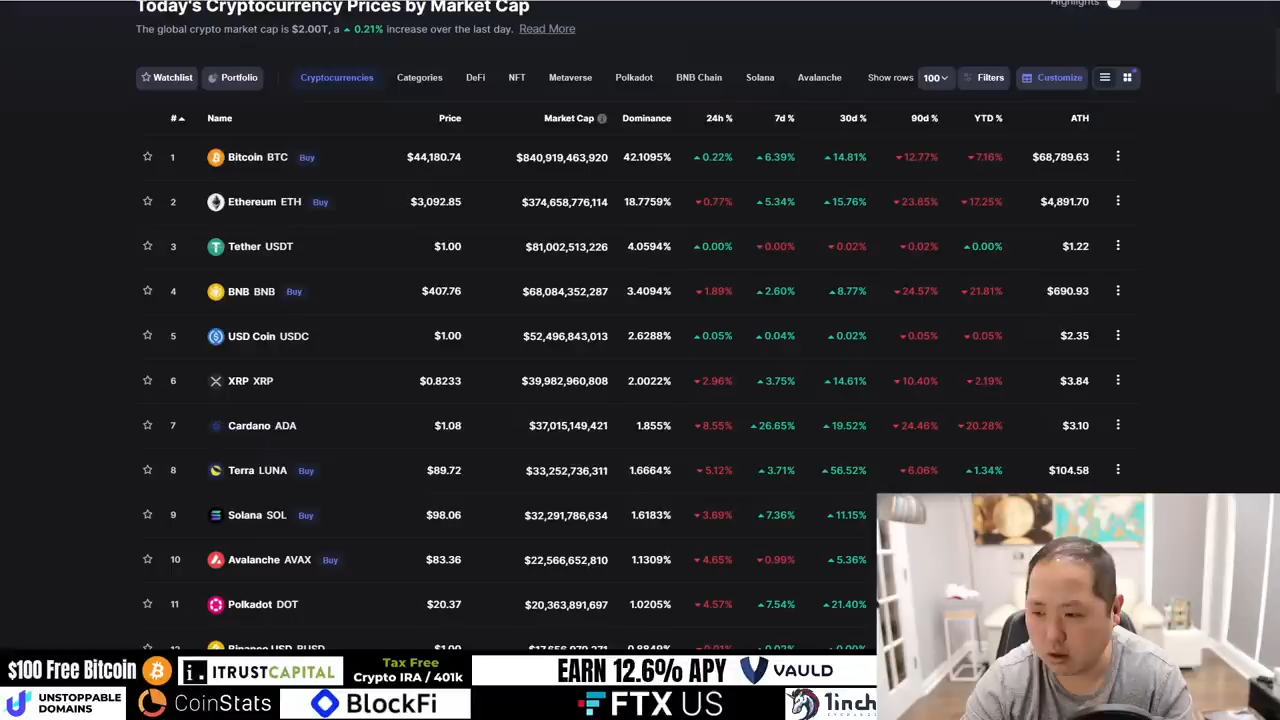 Today's Cryptocurrency Prices by Market Cap
Highlights
The global crypto market cap is $2.00T, a 0.21% increase over the last day. Read More
Watchlist Portfolio Cryptocurrencies Categories DeFi NFT Metaverse Polkadot BNB Chain Solana Avalanche Show rows 100 Filters Customize
# Name Price Market Cap Dominance 24h % 7d % 30d % 90d % YTD % ATH
1 Bitcoin BTC Buy $44,180.74 $840,919,463,920 42.1095% 0.22% 6.39% 14.81% 12.77% 7.16% $68,789.63
2 Ethereum ETH Buy $3,092.85 $374,658,776,114 18.7759% 0.77% 5.34% 15.76% 23.85% 17.25% $4,891.70
3 Tether USDT $1.00 $81,002,513,226 4.0594% 0.00% 0.00% 0.02% 0.02% 0.00% $1.22
4 BNB BNB Buy $407.76 $68,084,352,287 3.4094% 1.89% 2.60% 8.77% 24.57% 21.81% $690.93
5 USD Coin USDC $1.00 $52,496,843,013 2.6288% 0.05% 0.04% 0.02% 0.05% 0.05% $2.35
6 XRP XRP $0.8233 $39,982,960,808 2.0022% 2.96% 3.75% 14.61% 10.40% 2.19% $3.84
7 Cardano ADA $1.08 $37,015,149,421 1.855% 8.55% 26.65% 19.52% 24.46% 20.28% $3.10
8 Terra LUNA Buy $89.72 $33,252,736,311 1.6664% 5.12% 3.71% 56.52% 6.06% 1.34% $104.58
9 Solana SOL Buy $98.06 $32,291,786,634 1.6183% 3.69% 7.36% 11.15%
10 Avalanche AVAX Buy $83.36 $22,566,652,810 1.1309% 4.65% 0.99% 5.36%
11 Polkadot DOT $20.37 $20,363,891,697 1.0205% 4.57% 7.54% 21.40%
$100 Free Bitcoin iTRUSTCAPITAL Tax Free
Crypto IRA / 401k
EARN 12.6% APY VAULD
UNSTOPPABLE
DOMAINS
CoinStats BlockFi FTX US 1inch